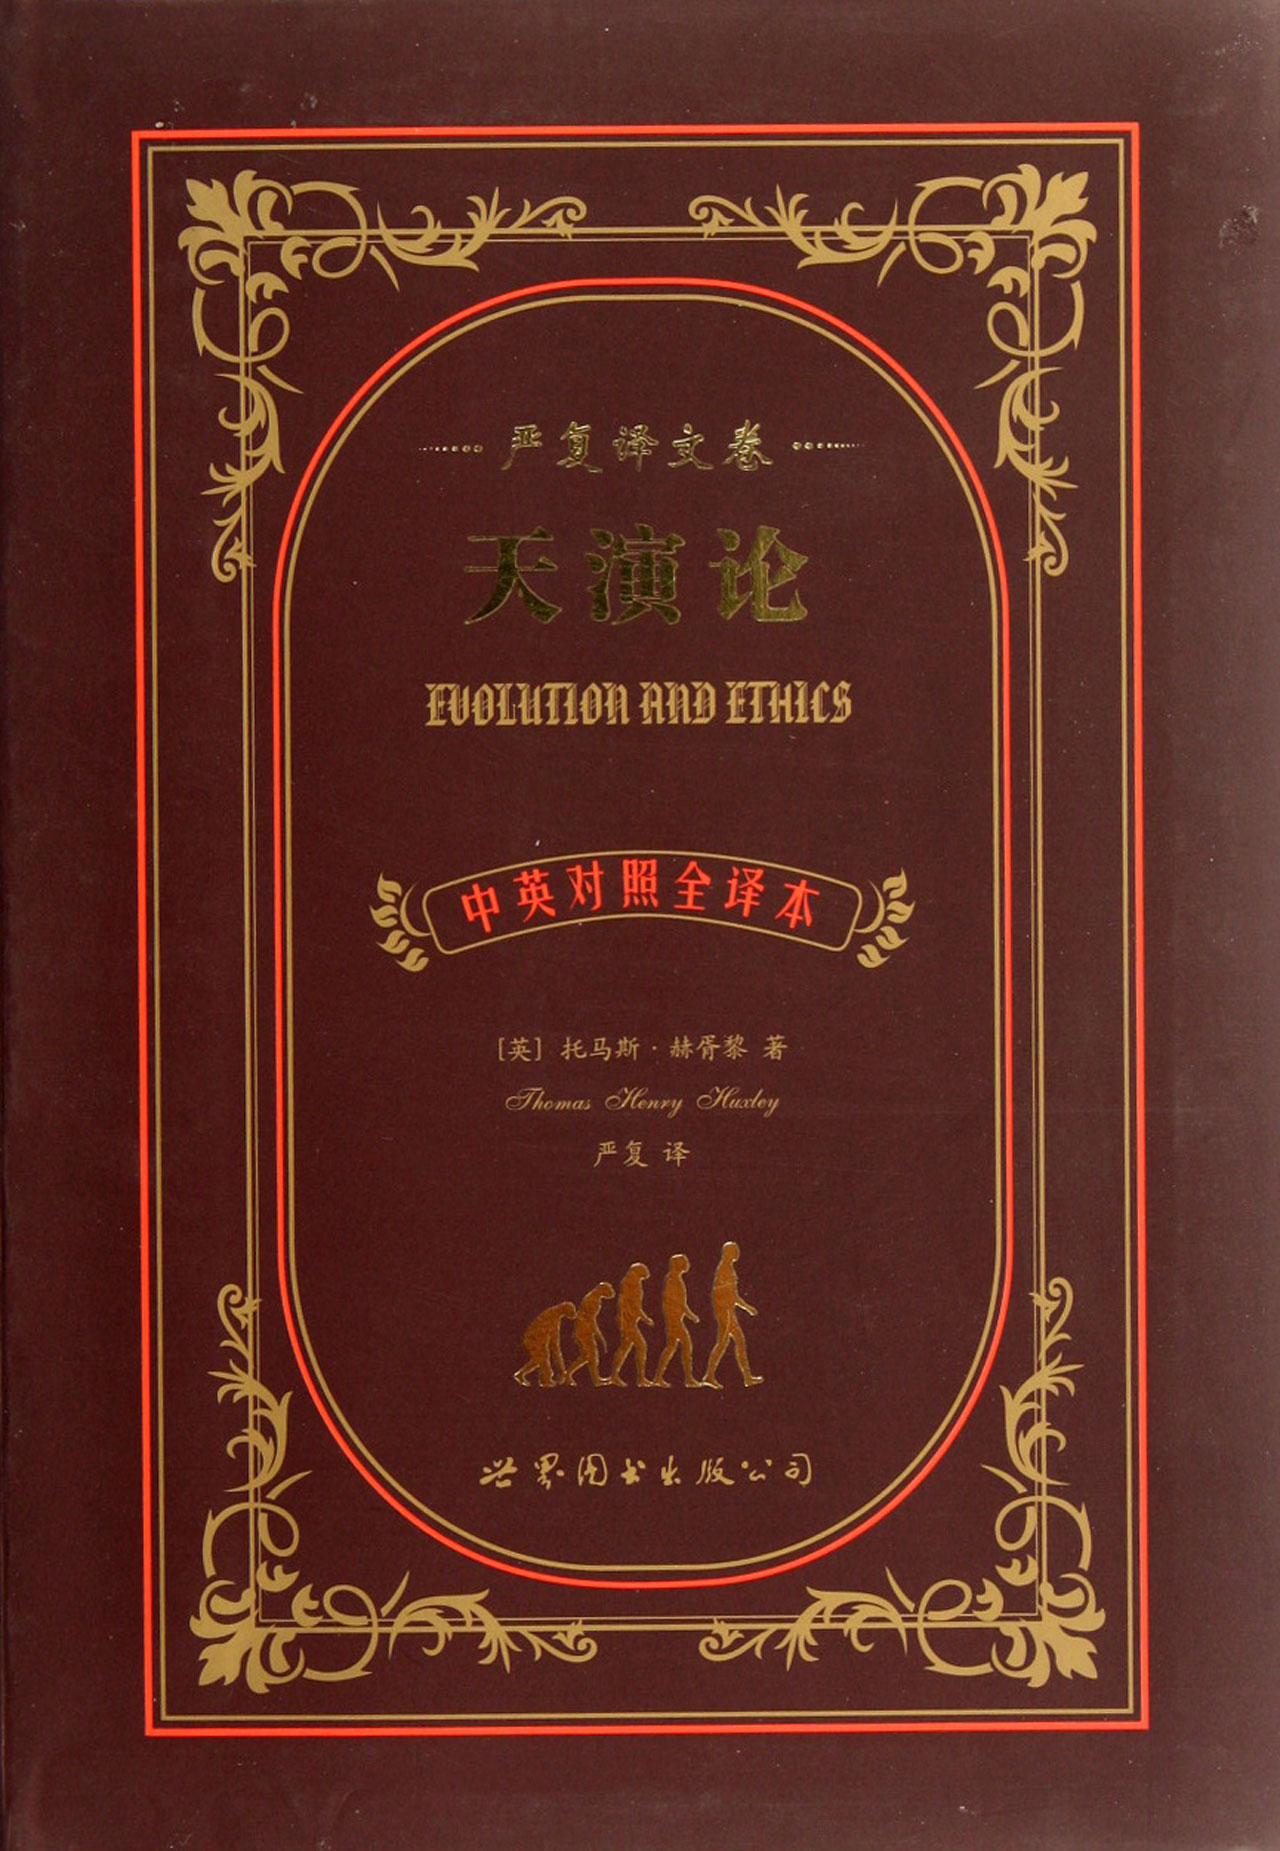 严复译文卷
天演论
EVOLUTION AND ETHICS
中英对照全译本
[英] 托马斯·赫胥黎 著
Thomas Henry Huxley
严复 译
世界图书出版公司